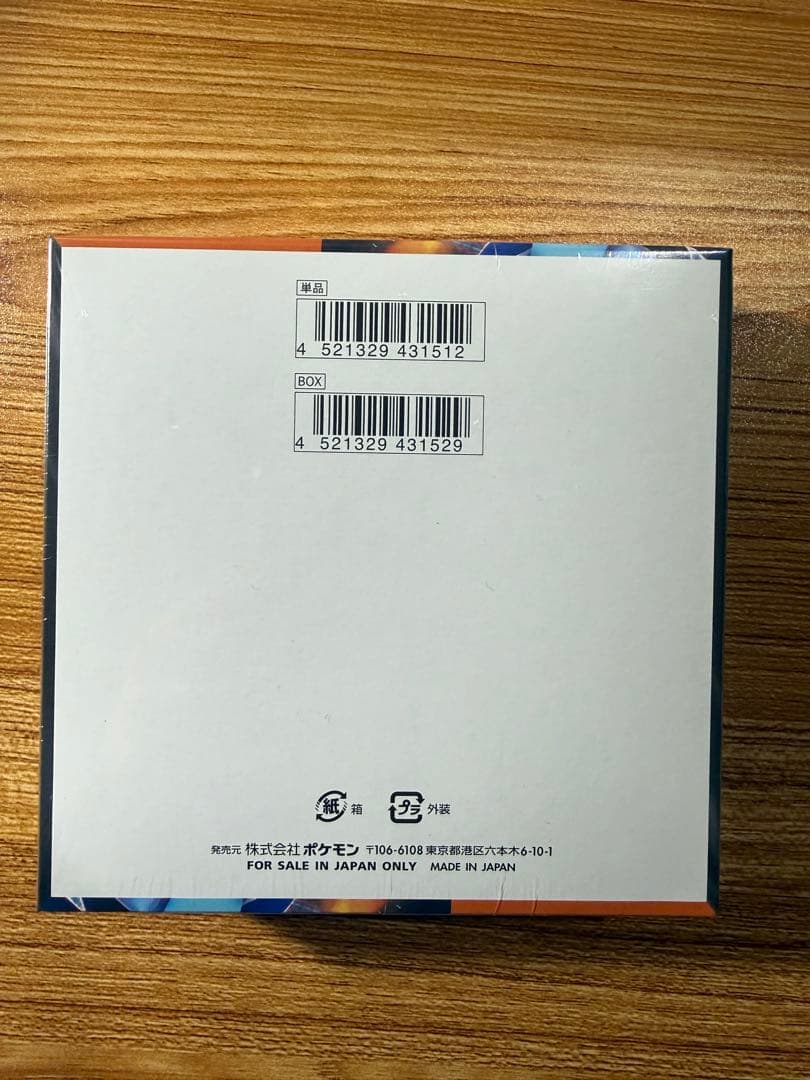 単品
4 521329 431512
BOX
4 521329 431529
紙 箱 プラ 外装
発売元 株式会社 ポケモン 〒106-6108 東京都港区六本木6-10-1
FOR SALE IN JAPAN ONLY MADE IN JAPAN